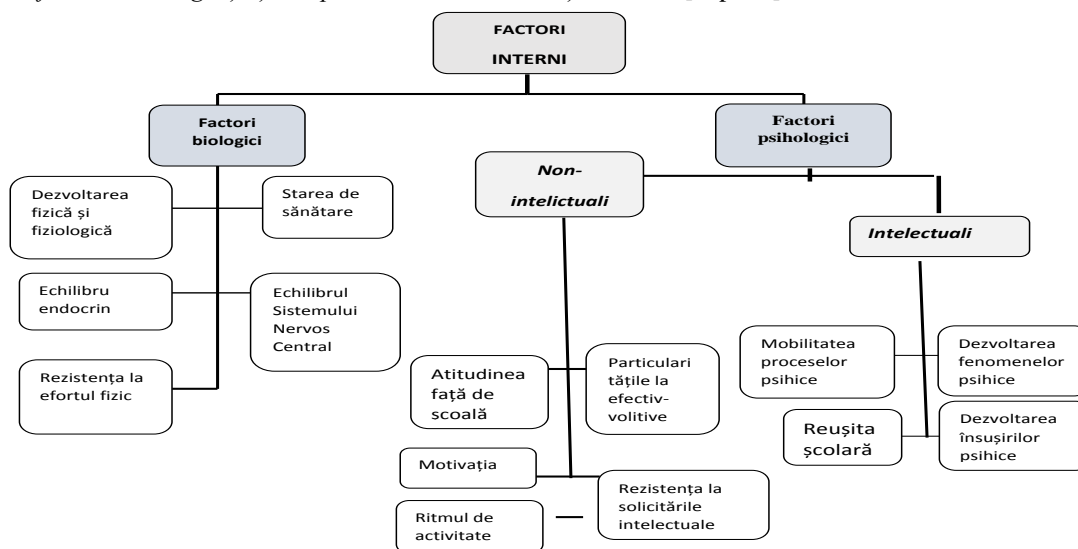 FACTORI
INTERNI
Factori
biologici
Factori
psihologici
Dezvoltarea
fizică și
fiziologică
Starea de
sănătare
Echilibru
endocrin
Echilibrul
Sistemului
Nervos
Central
Rezistența la
efortul fizic
Non-
intelictuali
Intelectuali
Atitudinea
față de
scoală
Particulari
tățile la
efectiv-
volitive
Motivația
Rezistența la
solicitările
intelectuale
Ritmul de
activitate
Mobilitatea
proceselor
psihice
Dezvoltarea
fenomenelor
psihice
Reușita
școlară
Dezvoltarea
însușirilor
psihice